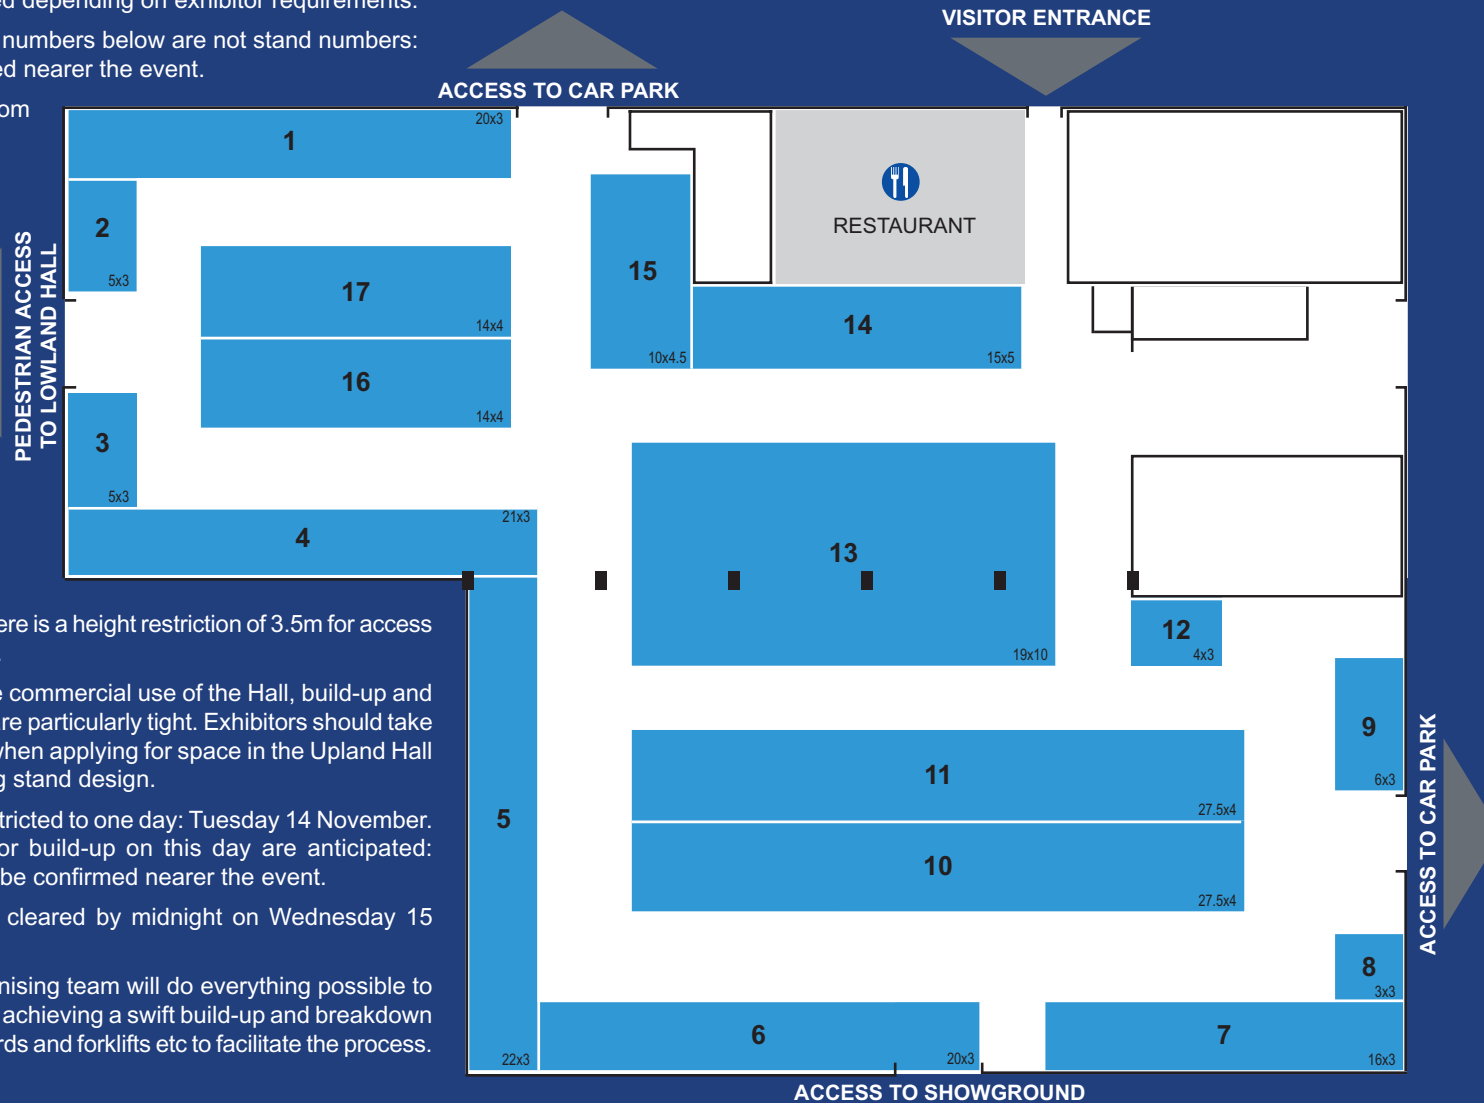 ed depending on exhibitor requirements.
numbers below are not stand numbers:
ed nearer the event.
om
ACCESS TO CAR PARK
VISITOR ENTRANCE
PEDESTRIAN ACCESS
TO LOWLAND HALL
1
20x3
2
5x3
17
14x4
16
14x4
3
5x3
4
21x3
15
10x4.5
RESTAURANT
14
15x5
13
19x10
12
4x3
9
6x3
11
27.5x4
10
27.5x4
5
22x3
6
20x3
7
16x3
8
3x3
ACCESS TO CAR PARK
ACCESS TO SHOWGROUND
ere is a height restriction of 3.5m for access
e commercial use of the Hall, build-up and
are particularly tight. Exhibitors should take
when applying for space in the Upland Hall
g stand design.
tricted to one day: Tuesday 14 November.
or build-up on this day are anticipated:
be confirmed nearer the event.
cleared by midnight on Wednesday 15
nising team will do everything possible to
achieving a swift build-up and breakdown
rds and forklifts etc to facilitate the process.